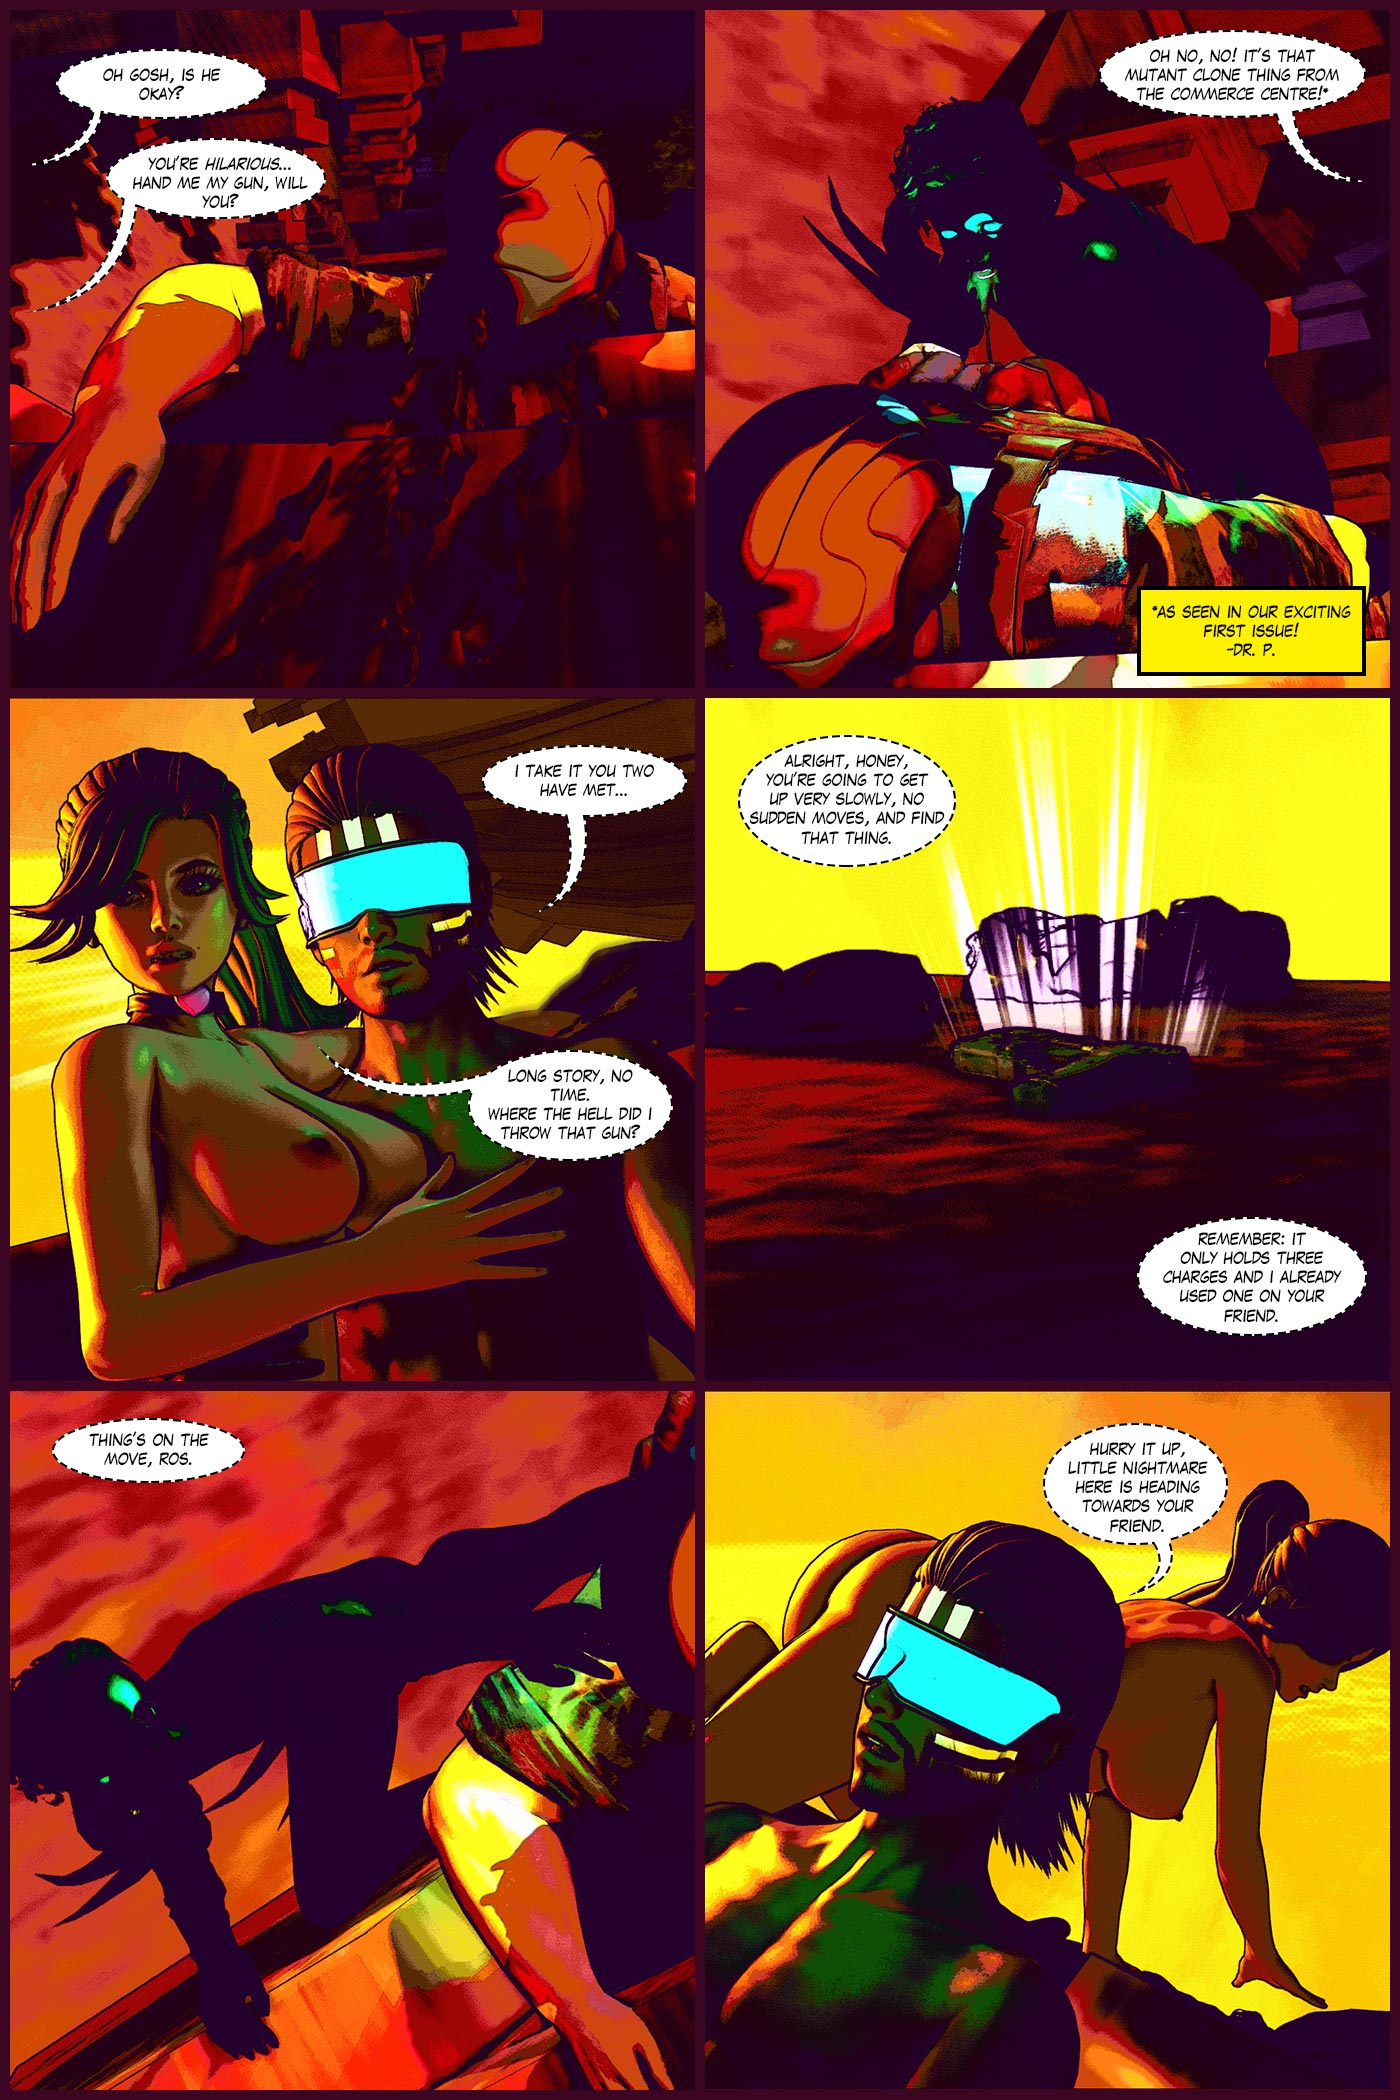 OH GOSH, IS HE
OKAY?
YOU'RE HILARIOUS...
HAND ME MY GUN, WILL
YOU?
OH NO, NO! IT'S THAT
MUTANT CLONE THING FROM
THE COMMERCE CENTRE!*
*AS SEEN IN OUR EXCITING
FIRST ISSUE!
-DR. P.
I TAKE IT YOU TWO
HAVE MET...
LONG STORY, NO
TIME.
WHERE THE HELL DID I
THROW THAT GUN?
ALRIGHT, HONEY,
YOU'RE GOING TO GET
UP VERY SLOWLY, NO
SUDDEN MOVES, AND FIND
THAT THING.
REMEMBER: IT
ONLY HOLDS THREE
CHARGES AND I ALREADY
USED ONE ON YOUR
FRIEND.
THING'S ON THE
MOVE, ROS.
HURRY IT UP,
LITTLE NIGHTMARE
HERE IS HEADING
TOWARDS YOUR
FRIEND.